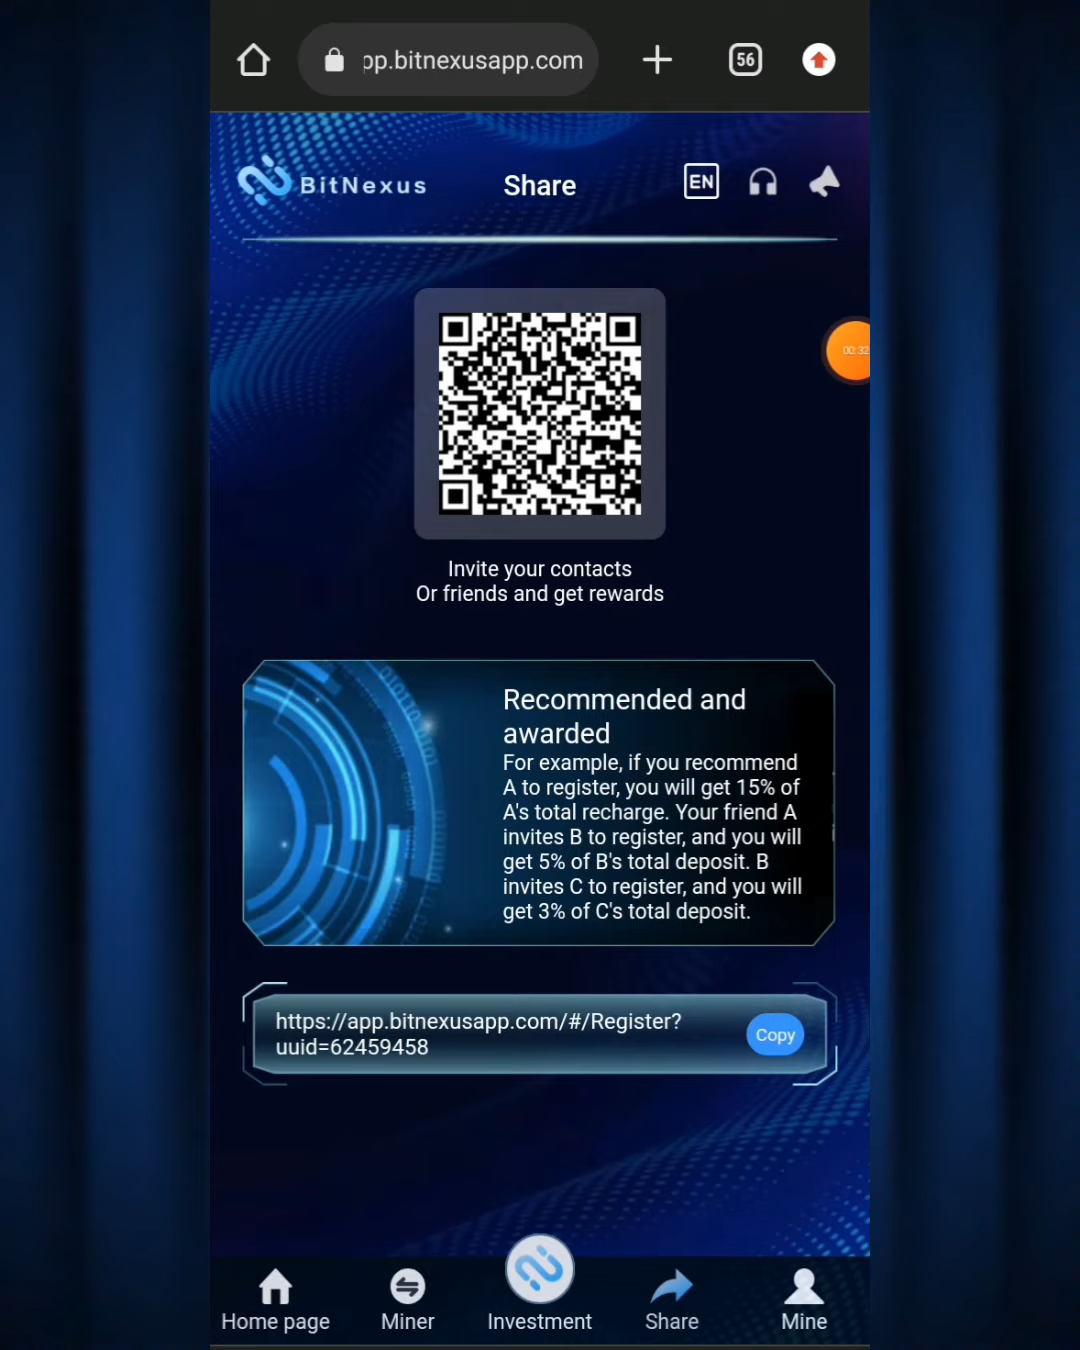 pp.bitnexusapp.com
56
BitNexus
Share
EN
00:32
Invite your contacts
Or friends and get rewards
Recommended and
awarded
For example, if you recommend
A to register, you will get 15% of
A's total recharge. Your friend A
invites B to register, and you will
get 5% of B's total deposit. B
invites C to register, and you will
get 3% of C's total deposit.
https://app.bitnexusapp.com/#/Register?
uuid=62459458
Copy
Home page
Miner
Investment
Share
Mine